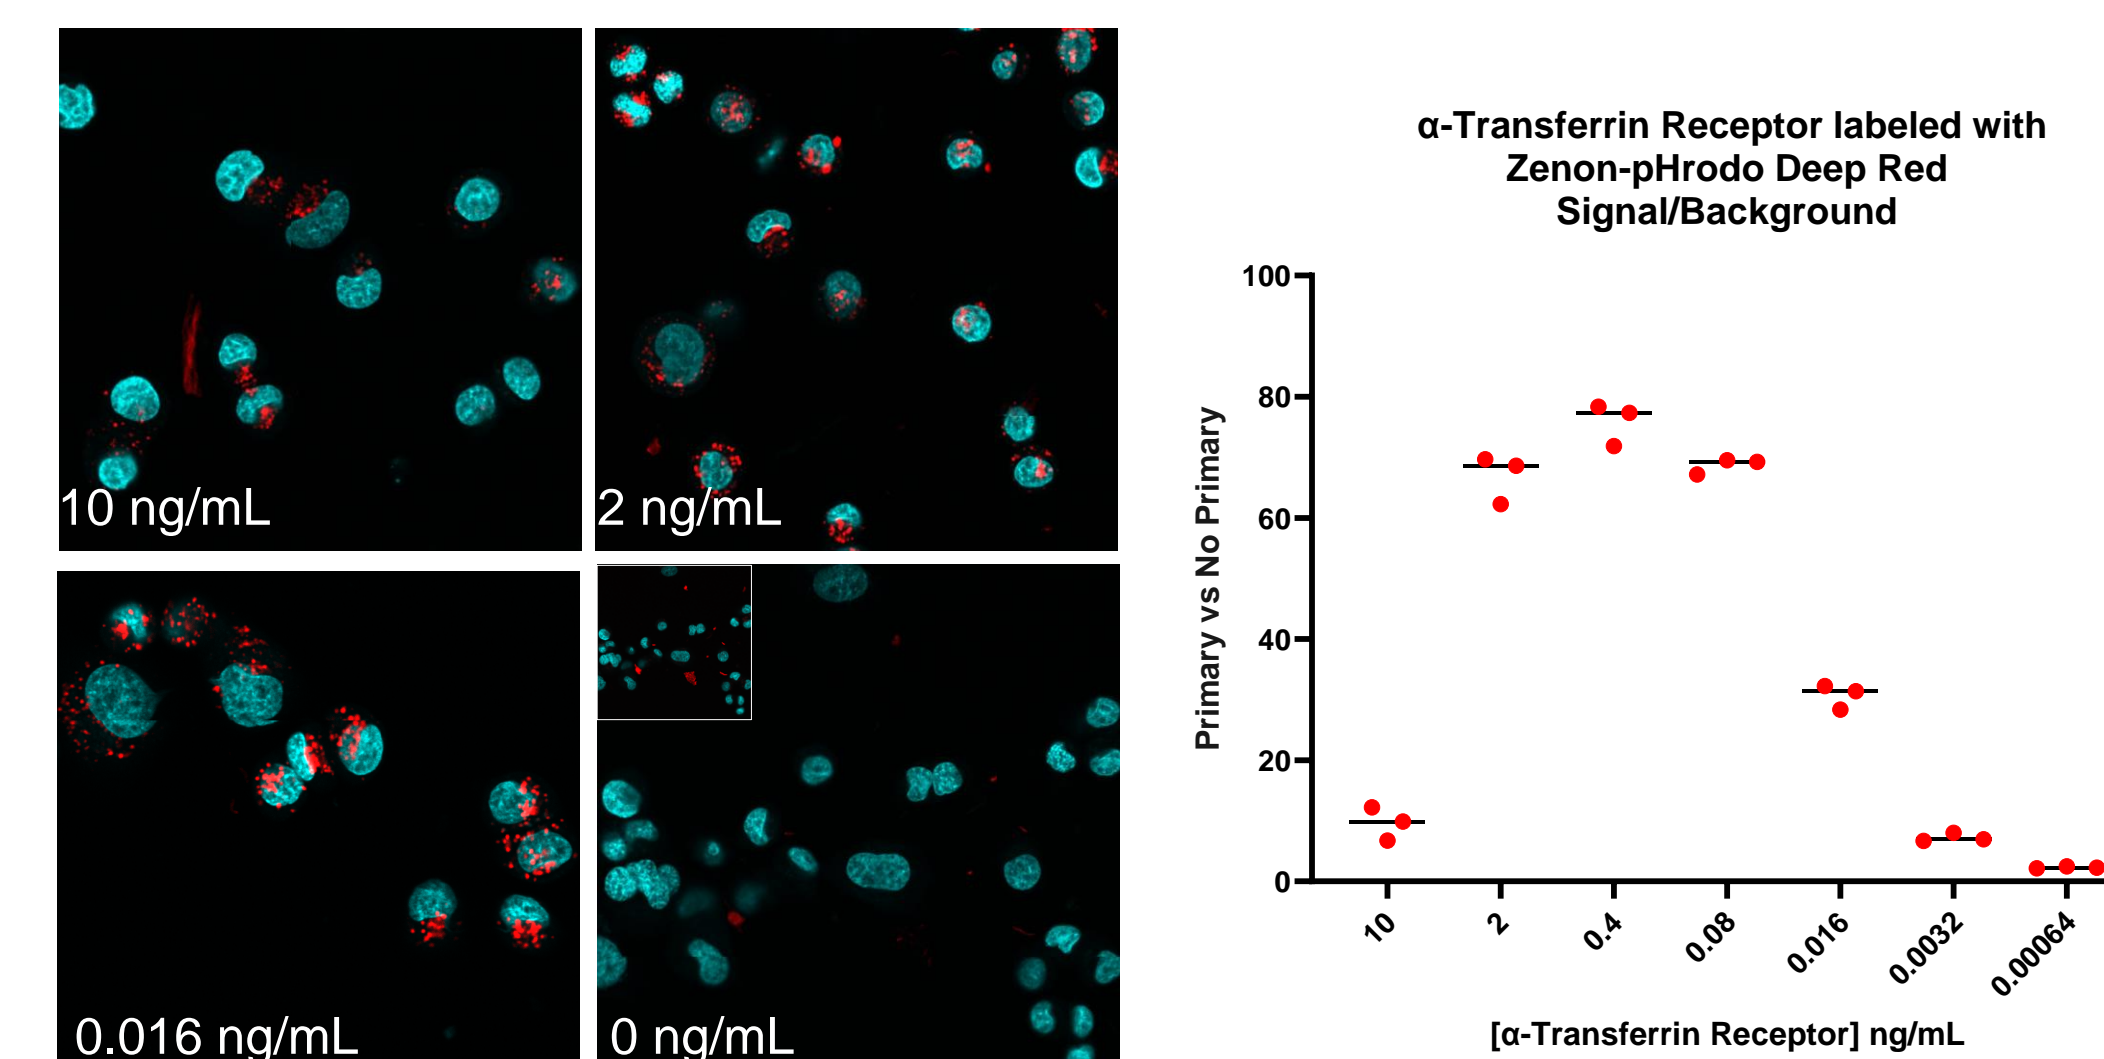 10 ng/mL
2 ng/mL
0.016 ng/mL
0 ng/mL
α-Transferrin Receptor labeled with
Zenon-pHrodo Deep Red
Signal/Background
Primary vs No Primary
100
80
60
40
20
0
10
2
0.4
0.08
0.016
0.0032
0.00064
[α-Transferrin Receptor] ng/mL